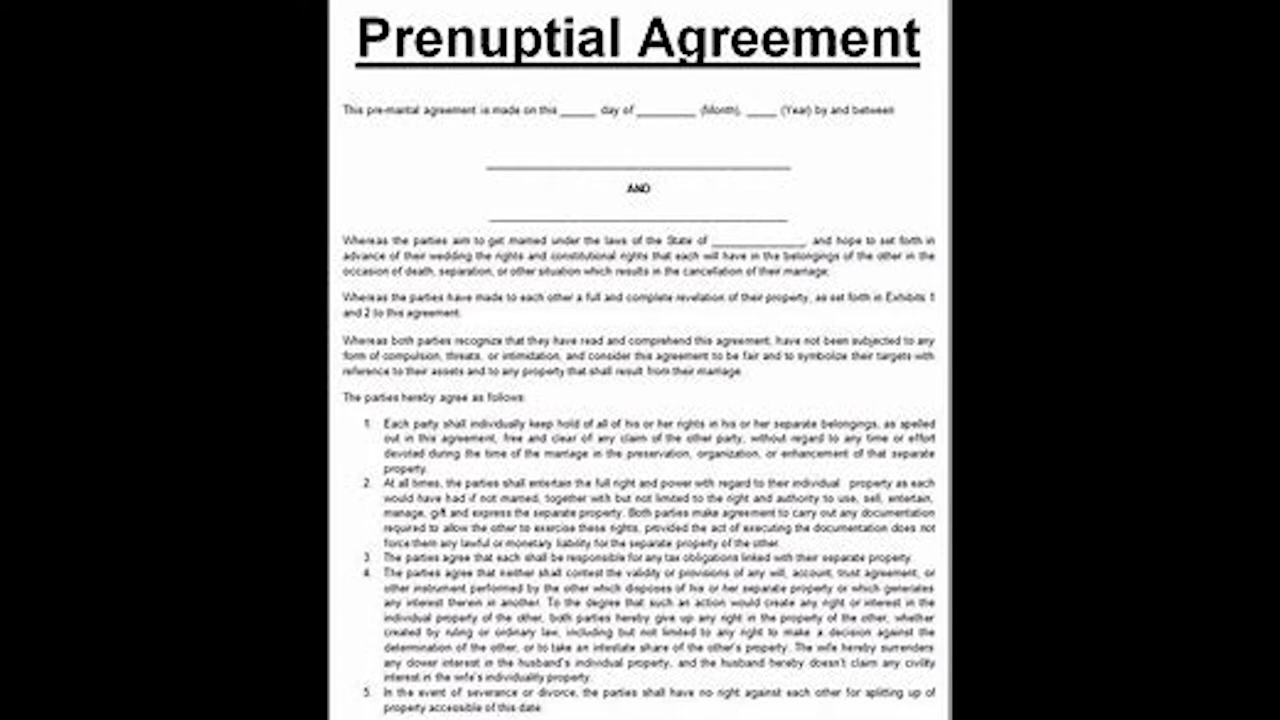 Prenuptial Agreement
This pre-marital agreement is made on this _____ day of ________ (Month), ____ (Year) by and between
AND
Whereas the parties aim to get married under the laws of the State of _____________, and hope to set forth in
advance of their wedding the rights and constitutional rights that each will have in the belongings of the other in the
occasion of death, separation, or other situation which results in the cancellation of their marriage;
Whereas the parties have made to each other a full and complete revelation of their property, as set forth in Exhibits 1
and 2 to this agreement.
Whereas both parties recognize that they have read and comprehend this agreement, have not been subjected to any
form of compulsion, threats, or intimidation, and consider this agreement to be fair and to symbolize their targets with
reference to their assets and to any property that shall result from their marriage.
The parties hereby agree as follows:
1. Each party shall individually keep hold of all of his or her rights in his or her separate belongings, as spelled
out in this agreement, free and clear of any claim of the other party, without regard to any time or effort
devoted during the time of the marriage in the preservation, organization, or enhancement of that separate
property.
2. At all times, the parties shall entertain the full right and power with regard to their individual property as each
would have had if not married, together with but not limited to the right and authority to use, sell, entertain,
manage, gift and express the separate property. Both parties make agreement to carry out any documentation
required to allow the other to exercise these rights, provided the act of executing the documentation does not
force them any lawful or monetary liability for the separate property of the other.
3. The parties agree that each shall be responsible for any tax obligations linked with their separate property.
4. The parties agree that neither shall contest the validity or provisions of any will, account, trust agreement, or
other instrument performed by the other which disposes of his or her separate property or which generates
any interest therein in another. To the degree that such an action would create any right or interest in the
individual property of the other, both parties hereby give up any right in the property of the other, whether
created by ruling or ordinary law, including but not limited to any right to make a decision against the
determination of the other, or to take an intestate share of the other's property. The wife hereby surrenders
any dower interest in the husband's individual property, and the husband hereby doesn't claim any civility
interest in the wife's individuality property.
5. In the event of severance or divorce, the parties shall have no right against each other for splitting up of
property accessible of this date